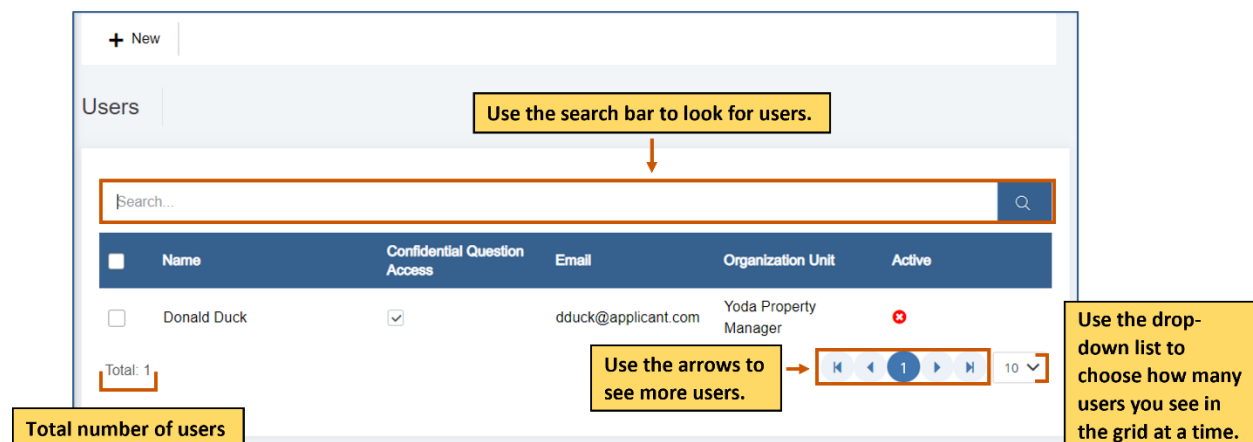 + New
Users
Use the search bar to look for users.
Search...
Name
Confidential Question
Access
Email
Organization Unit
Active
Donald Duck
dduck@applicant.com
Yoda Property
Manager
Total: 1
Use the arrows to
see more users.
1
10
Use the drop-
down list to
choose how many
users you see in
the grid at a time.
Total number of users